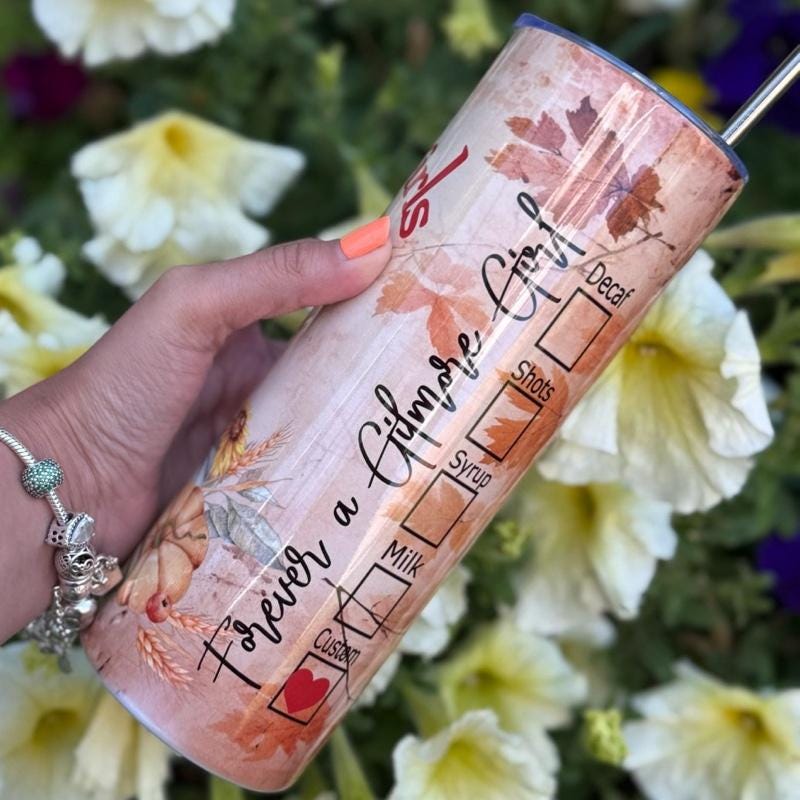 Forever a Gilmore Girl
Decaf
Shots
Syrup
Milk
Custom